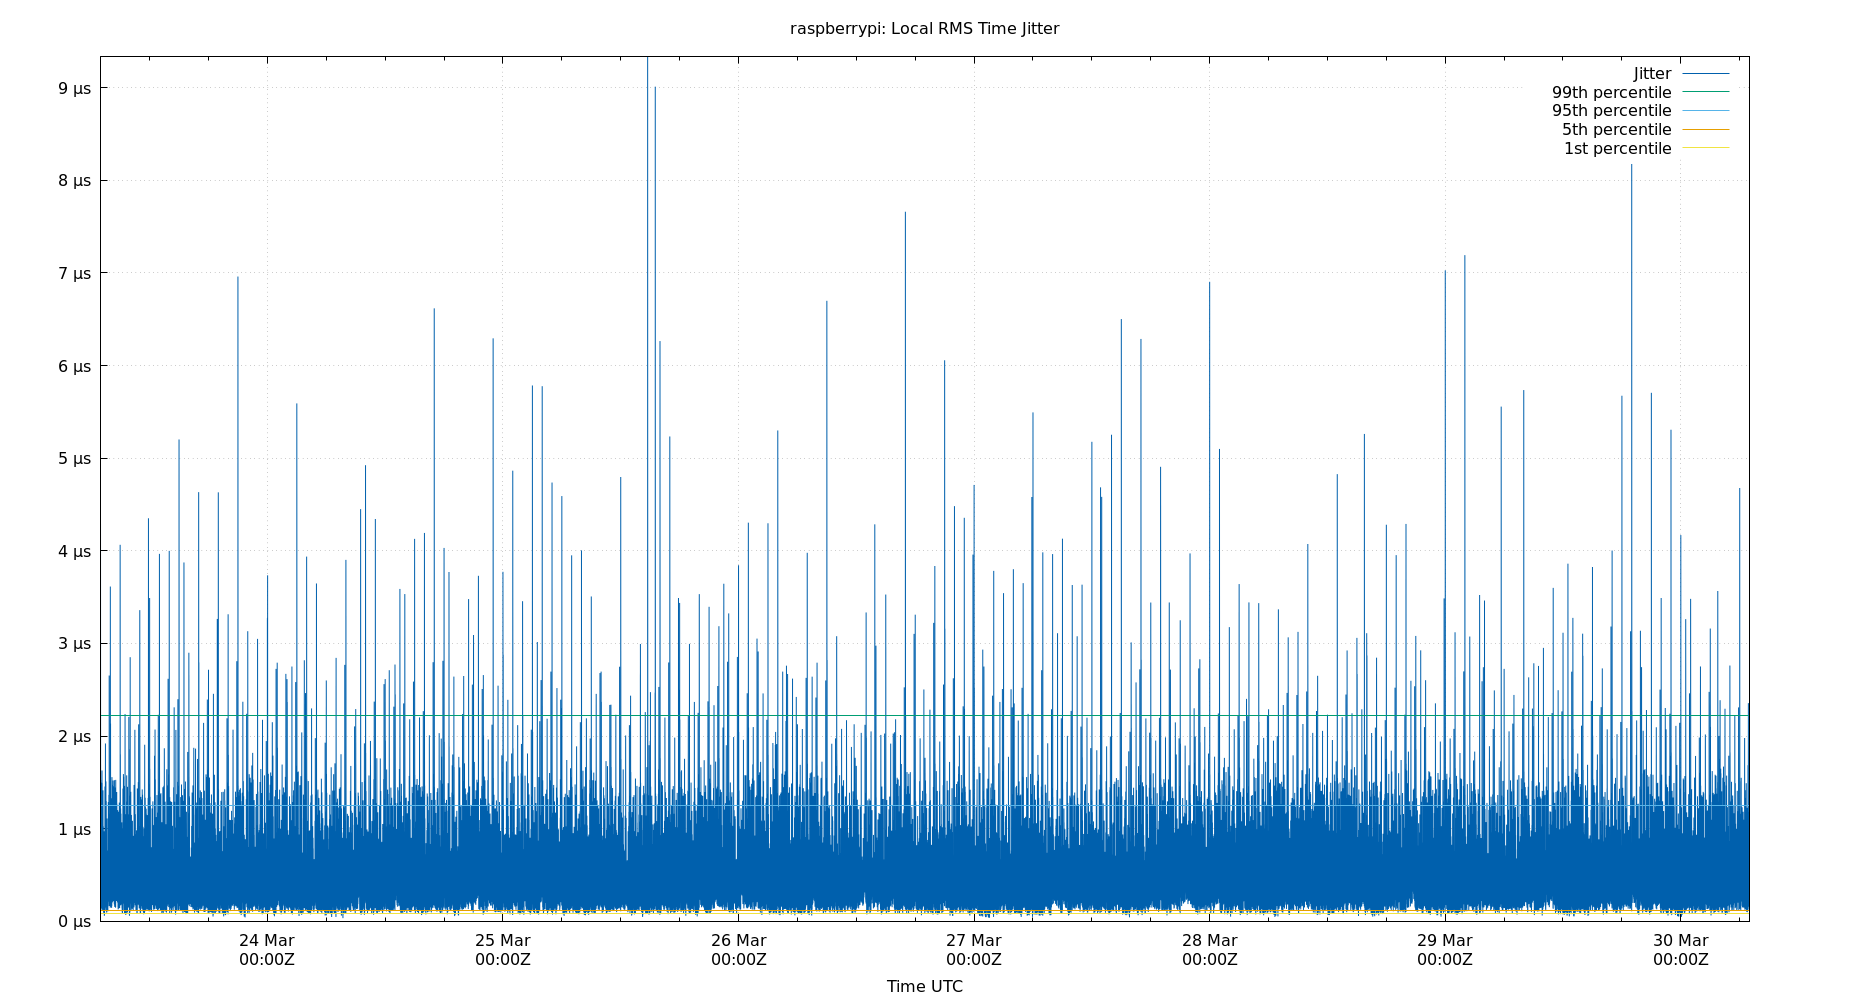 raspberrypi: Local RMS Time Jitter
Jitter
99th percentile
95th percentile
5th percentile
1st percentile
9 µs
8 µs
7 µs
6 µs
5 µs
4 µs
3 µs
2 µs
1 µs
0 µs
24 Mar 25 Mar 26 Mar 27 Mar 28 Mar 29 Mar 30 Mar
00:00Z 00:00Z 00:00Z 00:00Z 00:00Z 00:00Z 00:00Z
Time UTC